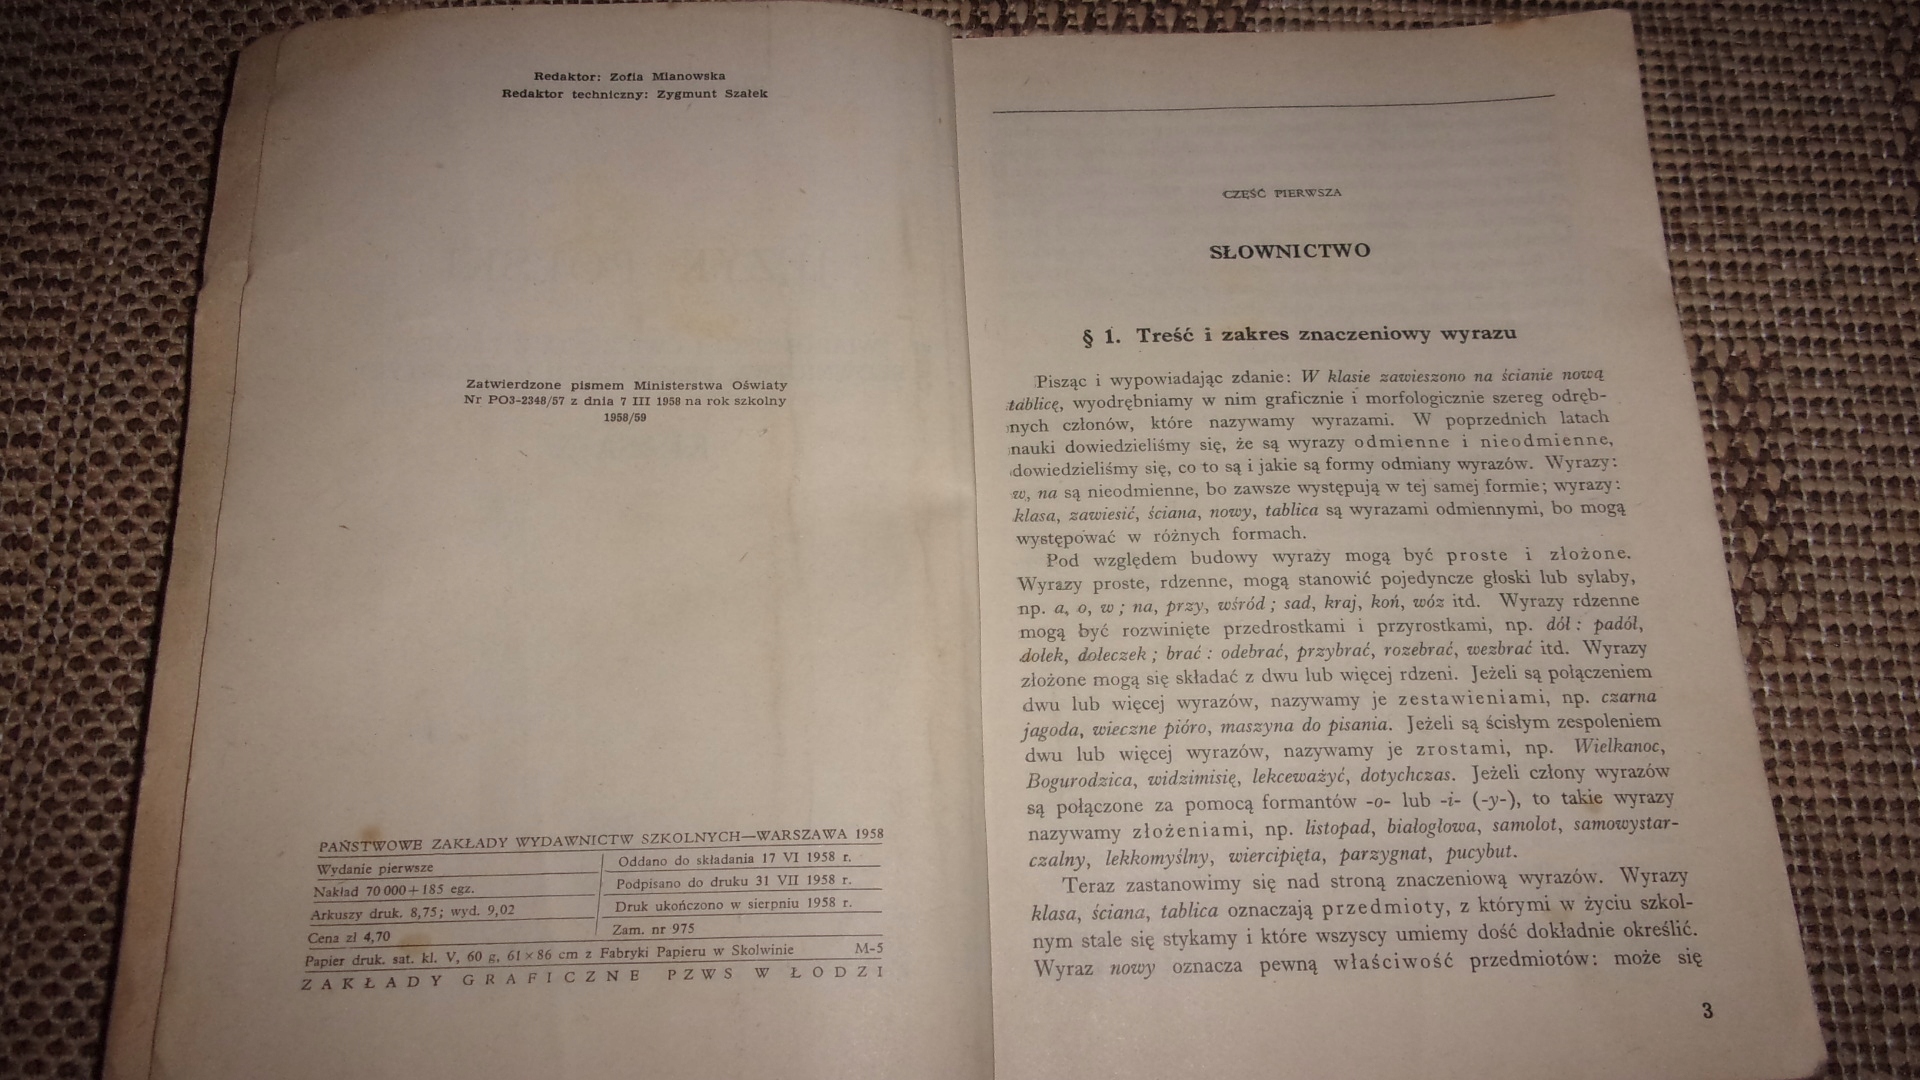 Redaktor: Zofia Mianowska
Redaktor techniczny: Zygmunt Szałek
Zatwierdzone pismem Ministerstwa Oświaty
Nr PO3-2348/57 z dnia 7 III 1958 na rok szkolny
1958/59
PAŃSTWOWE ZAKŁADY WYDAWNICTW SZKOLNYCH—WARSZAWA 1958
Wydanie pierwsze
Nakład 70 000 + 185 egz.
Arkuszy druk. 8,75; wyd. 9,02
Cena zł 4,70
Oddano do składania 17 VI 1958 r.
Podpisano do druku 31 VII 1958 r.
Druk ukończono w sierpniu 1958 r.
Zam. nr 975
Papier druk. sat. kl. V, 60 g, 61 × 86 cm z Fabryki Papieru w Skolwinie M-5
ZAKŁADY GRAFICZNE PZWS W ŁODZI
CZĘŚĆ PIERWSZA
SŁOWNICTWO
§ 1. Treść i zakres znaczeniowy wyrazu
Pisząc i wypowiadając zdanie: W klasie zawieszono na ścianie nową
tablicę, wyodrębniamy w nim graficznie i morfologicznie szereg odręb-
nych członów, które nazywamy wyrazami. W poprzednich latach
nauki dowiedzieliśmy się, że są wyrazy odmienne i nieodmienne,
dowiedzieliśmy się, co to są i jakie są formy odmiany wyrazów. Wyrazy:
w, na są nieodmienne, bo zawsze występują w tej samej formie; wyrazy:
klasa, zawiesić, ściana, nowy, tablica są wyrazami odmiennymi, bo mogą
występować w różnych formach.
Pod względem budowy wyrazy mogą być proste i złożone.
Wyrazy proste, rdzenne, mogą stanowić pojedyncze głoski lub sylaby,
np. a, o, w; na, przy, wśród; sad, kraj, koń, wóz itd. Wyrazy rdzenne
mogą być rozwinięte przedrostkami i przyrostkami, np. dół: padół,
dołek, dołeczek; brać: odebrać, przybrać, rozebrać, wezbrać itd. Wyrazy
złożone mogą się składać z dwu lub więcej rdzeni. Jeżeli są połączeniem
dwu lub więcej wyrazów, nazywamy je zestawieniami, np. czarna
jagoda, wieczne pióro, maszyna do pisania. Jeżeli są ścisłym zespoleniem
dwu lub więcej wyrazów, nazywamy je zrostami, np. Wielkanoc,
Bogurodzica, widzimisię, lekceważyć, dotychczas. Jeżeli człony wyrazów
są połączone za pomocą formantów -o- lub -i- (-y-), to takie wyrazy
nazywamy złożeniami, np. listopad, białogłowa, samolot, samowystar-
czalny, lekkomyślny, wiercipięta, parzygnat, pucybut.
Teraz zastanowimy się nad stroną znaczeniową wyrazów. Wyrazy
klasa, ściana, tablica oznaczają przedmioty, z którymi w życiu szkol-
nym stale się stykamy i które wszyscy umiemy dość dokładnie określić.
Wyraz nowy oznacza pewną właściwość przedmiotów: może się
3